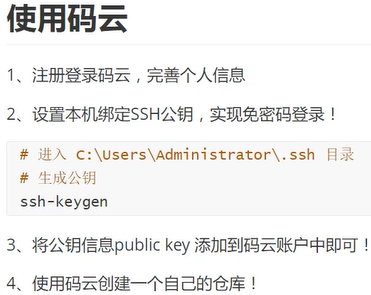 使用码云
1、注册登录码云，完善个人信息
2、设置本机绑定SSH公钥，实现免密码登录！
# 进入 C:\Users\Administrator\.ssh 目录
# 生成公钥
ssh-keygen
3、将公钥信息public key 添加到码云账户中即可！
4、使用码云创建一个自己的仓库！